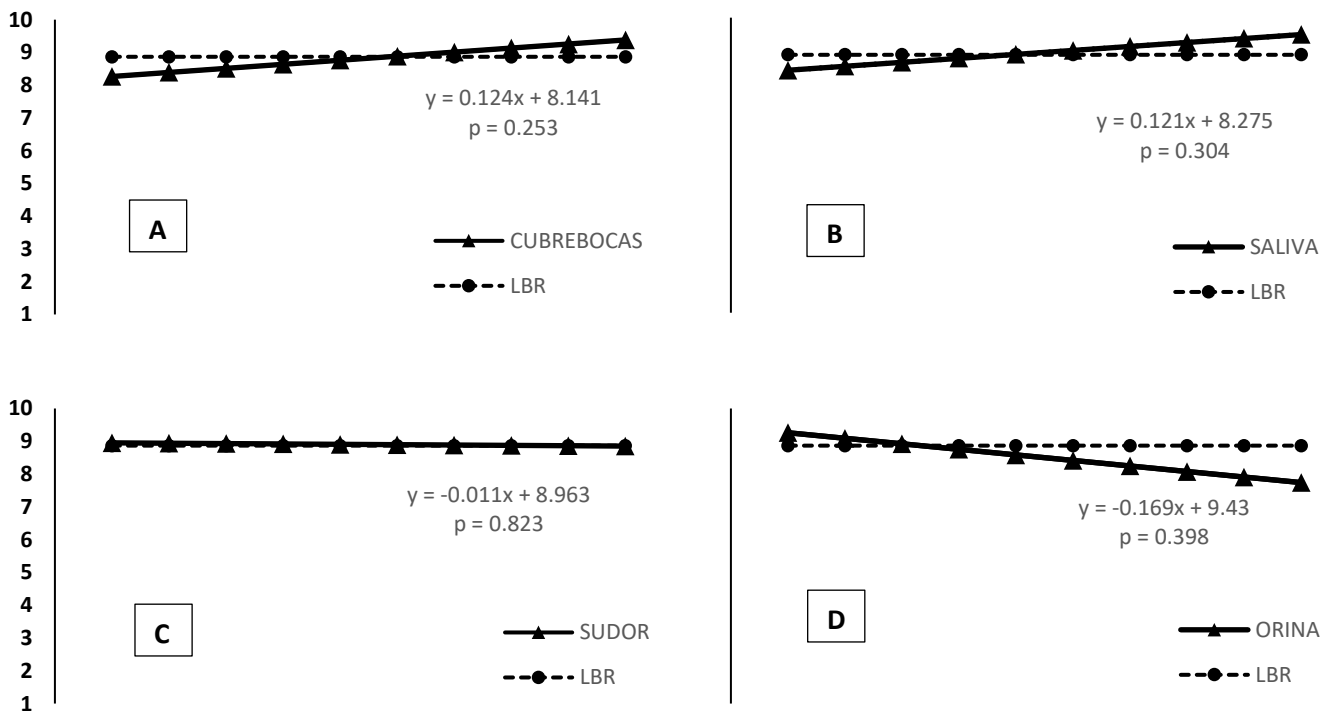 10
9
8
7
6
5
4
3
2
1
y = 0.124x + 8.141
p = 0.253
A
CUBREBOCAS
LBR
y = 0.121x + 8.275
p = 0.304
B
SALIVA
LBR
10
9
8
7
6
5
4
3
2
1
y = -0.011x + 8.963
p = 0.823
C
SUDOR
LBR
y = -0.169x + 9.43
p = 0.398
D
ORINA
LBR